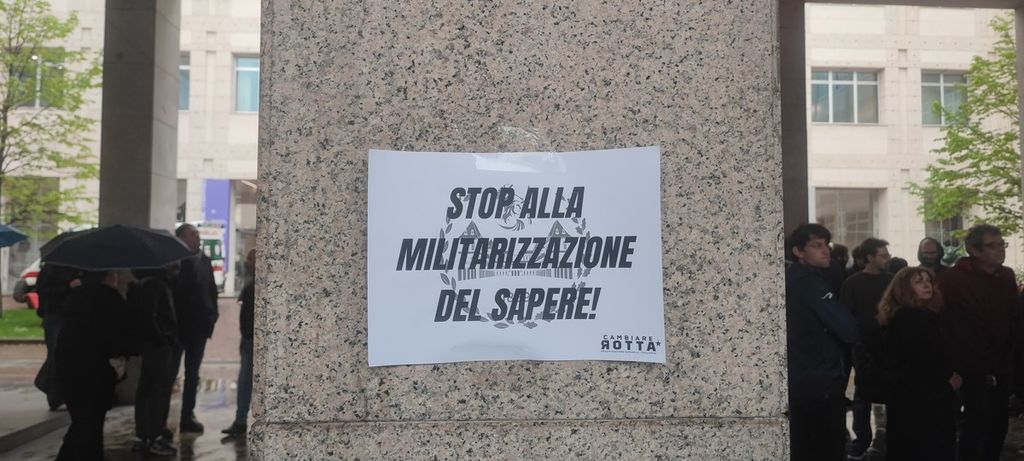 STOP ALLA
MILITARIZZAZIONE
DEL SAPERE!
CAMBIARE
ROTTA*